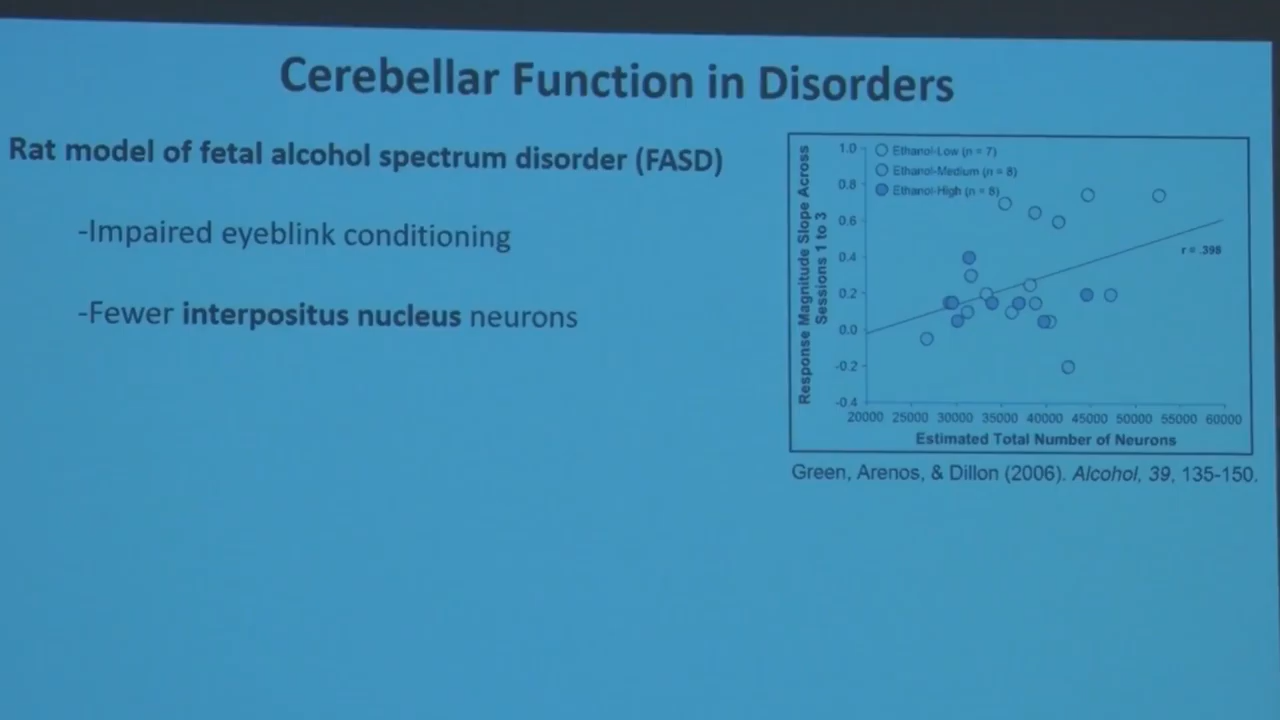 Cerebellar Function in Disorders
Rat model of fetal alcohol spectrum disorder (FASD)
-Impaired eyeblink conditioning
-Fewer interpositus nucleus neurons
Response Magnitude Slope Across
Sessions 1 to 3
1.0
0.8
0.6
0.4
0.2
0.0
-0.2
-0.4
Ethanol-Low (n = 7)
Ethanol-Medium (n = 8)
Ethanol-High (n = 8)
r = .398
20000 25000 30000 35000 40000 45000 50000 55000 60000
Estimated Total Number of Neurons
Green, Arenos, & Dillon (2006). Alcohol, 39, 135-150.